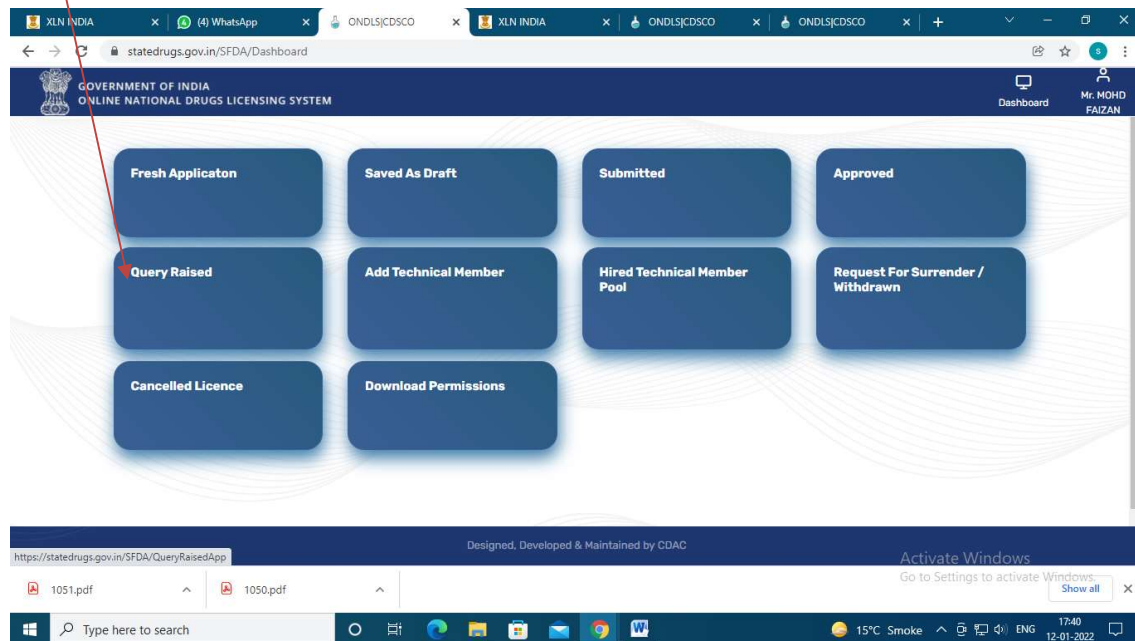 XLN INDIA
(4) WhatsApp
ONDLS|CDSCO
XLN INDIA
ONDLS|CDSCO
ONDLS|CDSCO
statedrugs.gov.in/SFDA/Dashboard
S
GOVERNMENT OF INDIA
ONLINE NATIONAL DRUGS LICENSING SYSTEM
Dashboard
Mr. MOHD
FAIZAN
Fresh Applicaton
Saved As Draft
Submitted
Approved
Query Raised
Add Technical Member
Hired Technical Member
Pool
Request For Surrender /
Withdrawn
Cancelled Licence
Download Permissions
Designed, Developed & Maintained by CDAC
https://statedrugs.gov.in/SFDA/QueryRaisedApp
Activate Windows
Go to Settings to activate Windows.
1051.pdf
1050.pdf
Show all
Type here to search
W
15°C Smoke
ENG
17:40
12-01-2022